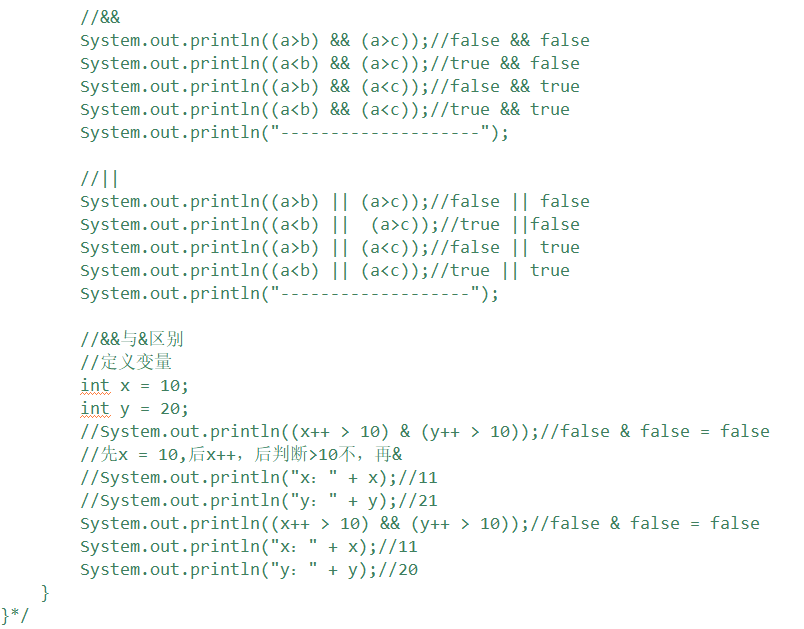 //&&
System.out.println((a>b) && (a>c));//false && false
System.out.println((a<b) && (a>c));//true && false
System.out.println((a>b) && (a<c));//false && true
System.out.println((a<b) && (a<c));//true && true
System.out.println("--------------------");
//||
System.out.println((a>b) || (a>c));//false || false
System.out.println((a<b) ||  (a>c));//true ||false
System.out.println((a>b) || (a<c));//false || true
System.out.println((a<b) || (a<c));//true || true
System.out.println("-------------------");
//&&与&区别
//定义变量
int x = 10;
int y = 20;
//System.out.println((x++ > 10) & (y++ > 10));//false & false = false
//先x = 10,后x++，后判断>10不，再&
//System.out.println("x：" + x);//11
//System.out.println("y：" + y);//21
System.out.println((x++ > 10) && (y++ > 10));//false & false = false
System.out.println("x：" + x);//11
System.out.println("y：" + y);//20
}
}*/